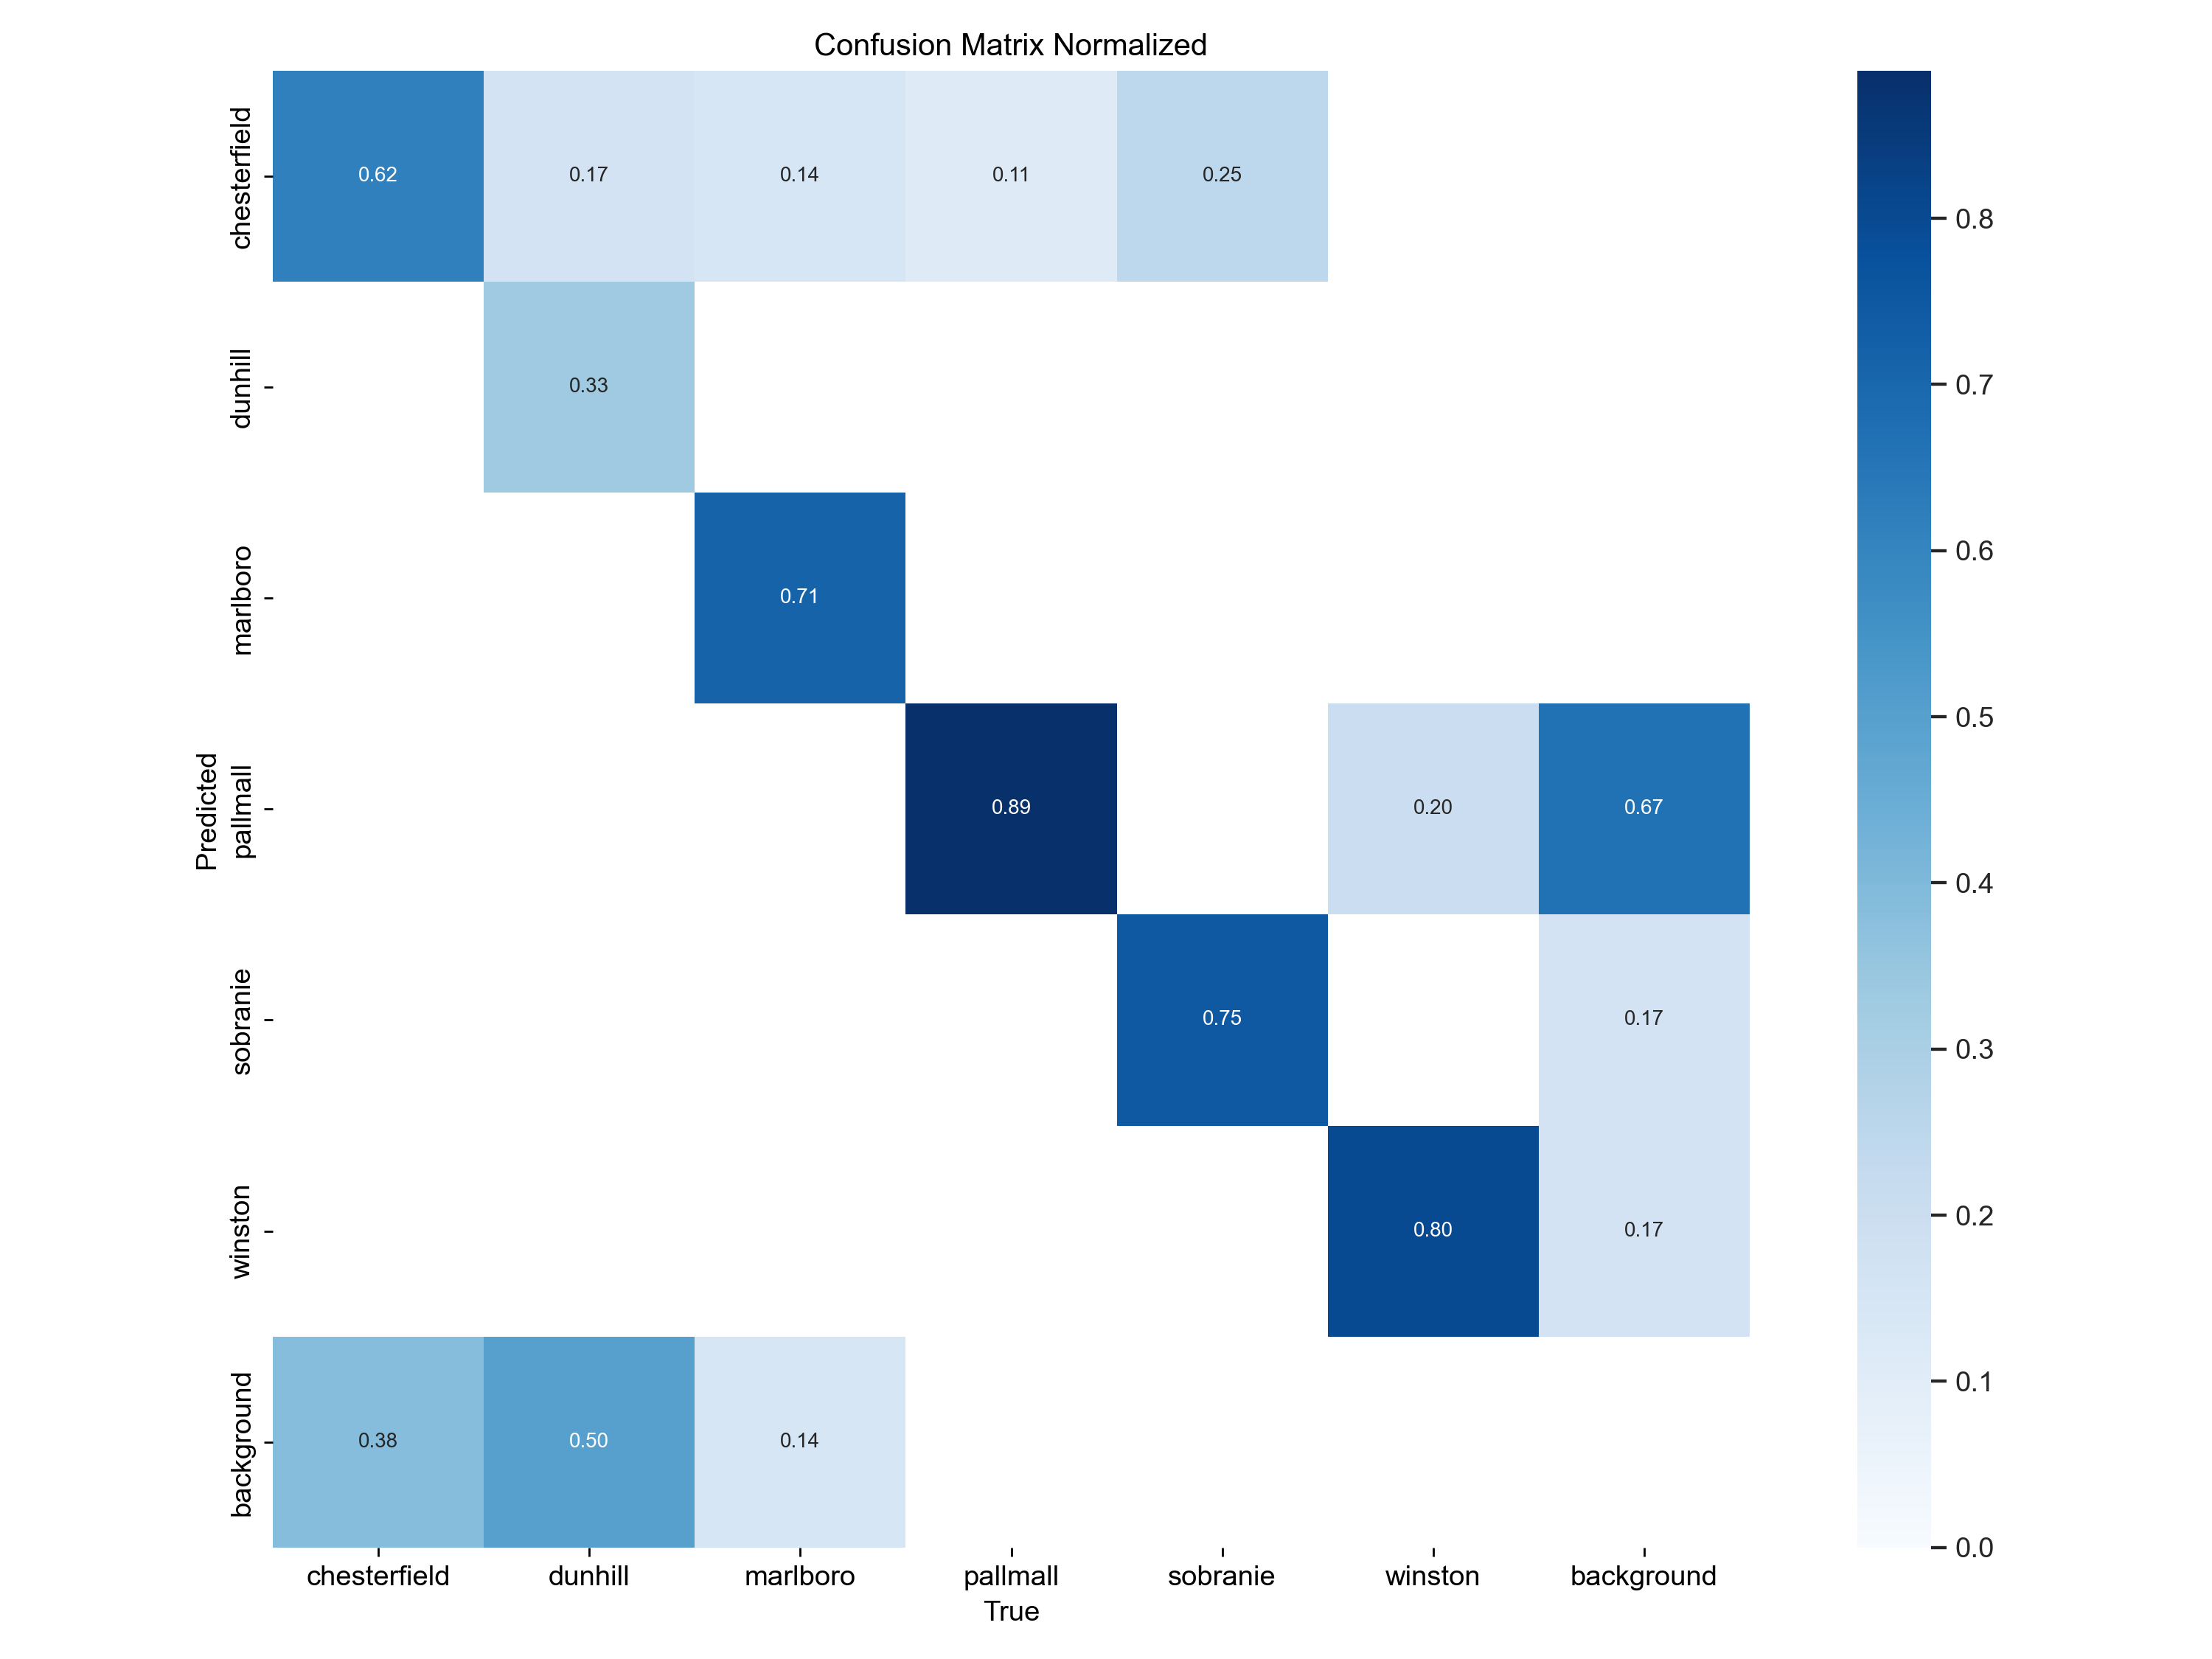 Confusion Matrix Normalized
chesterfield 0.62 0.17 0.14 0.11 0.25
dunhill 0.33
marlboro 0.71
Predicted
pallmall 0.89 0.20 0.67
sobranie 0.75 0.17
winston 0.80 0.17
background 0.38 0.50 0.14
chesterfield dunhill marlboro pallmall sobranie winston background
True
0.8
0.7
0.6
0.5
0.4
0.3
0.2
0.1
0.0